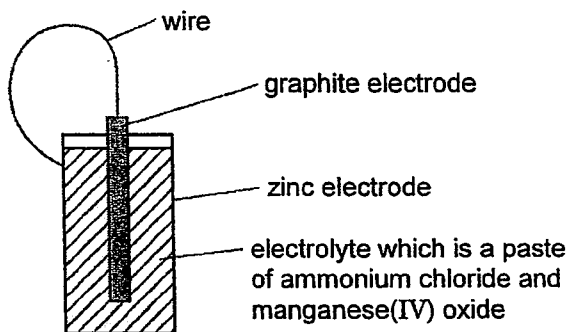 wire
graphite electrode
zinc electrode
electrolyte which is a paste
of ammonium chloride and
manganese(IV) oxide